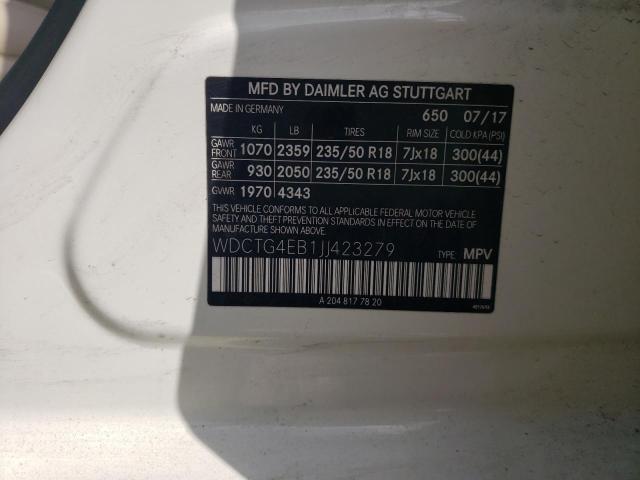 MFD BY DAIMLER AG STUTTGART
MADE IN GERMANY 650 07/17
KG LB TIRES RIM SIZE COLD KPA (PSI)
GAWR FRONT 1070 2359 235/50 R18 7Jx18 300(44)
GAWR REAR 930 2050 235/50 R18 7Jx18 300(44)
GVWR 1970 4343
THIS VEHICLE CONFORMS TO ALL APPLICABLE FEDERAL MOTOR VEHICLE
SAFETY AND THEFT PREVENTION STANDARDS IN EFFECT ON THE
DATE OF MANUFACTURE SHOWN ABOVE.
WDCTG4EB1JJ423279 TYPE: MPV
A 204 817 78 20